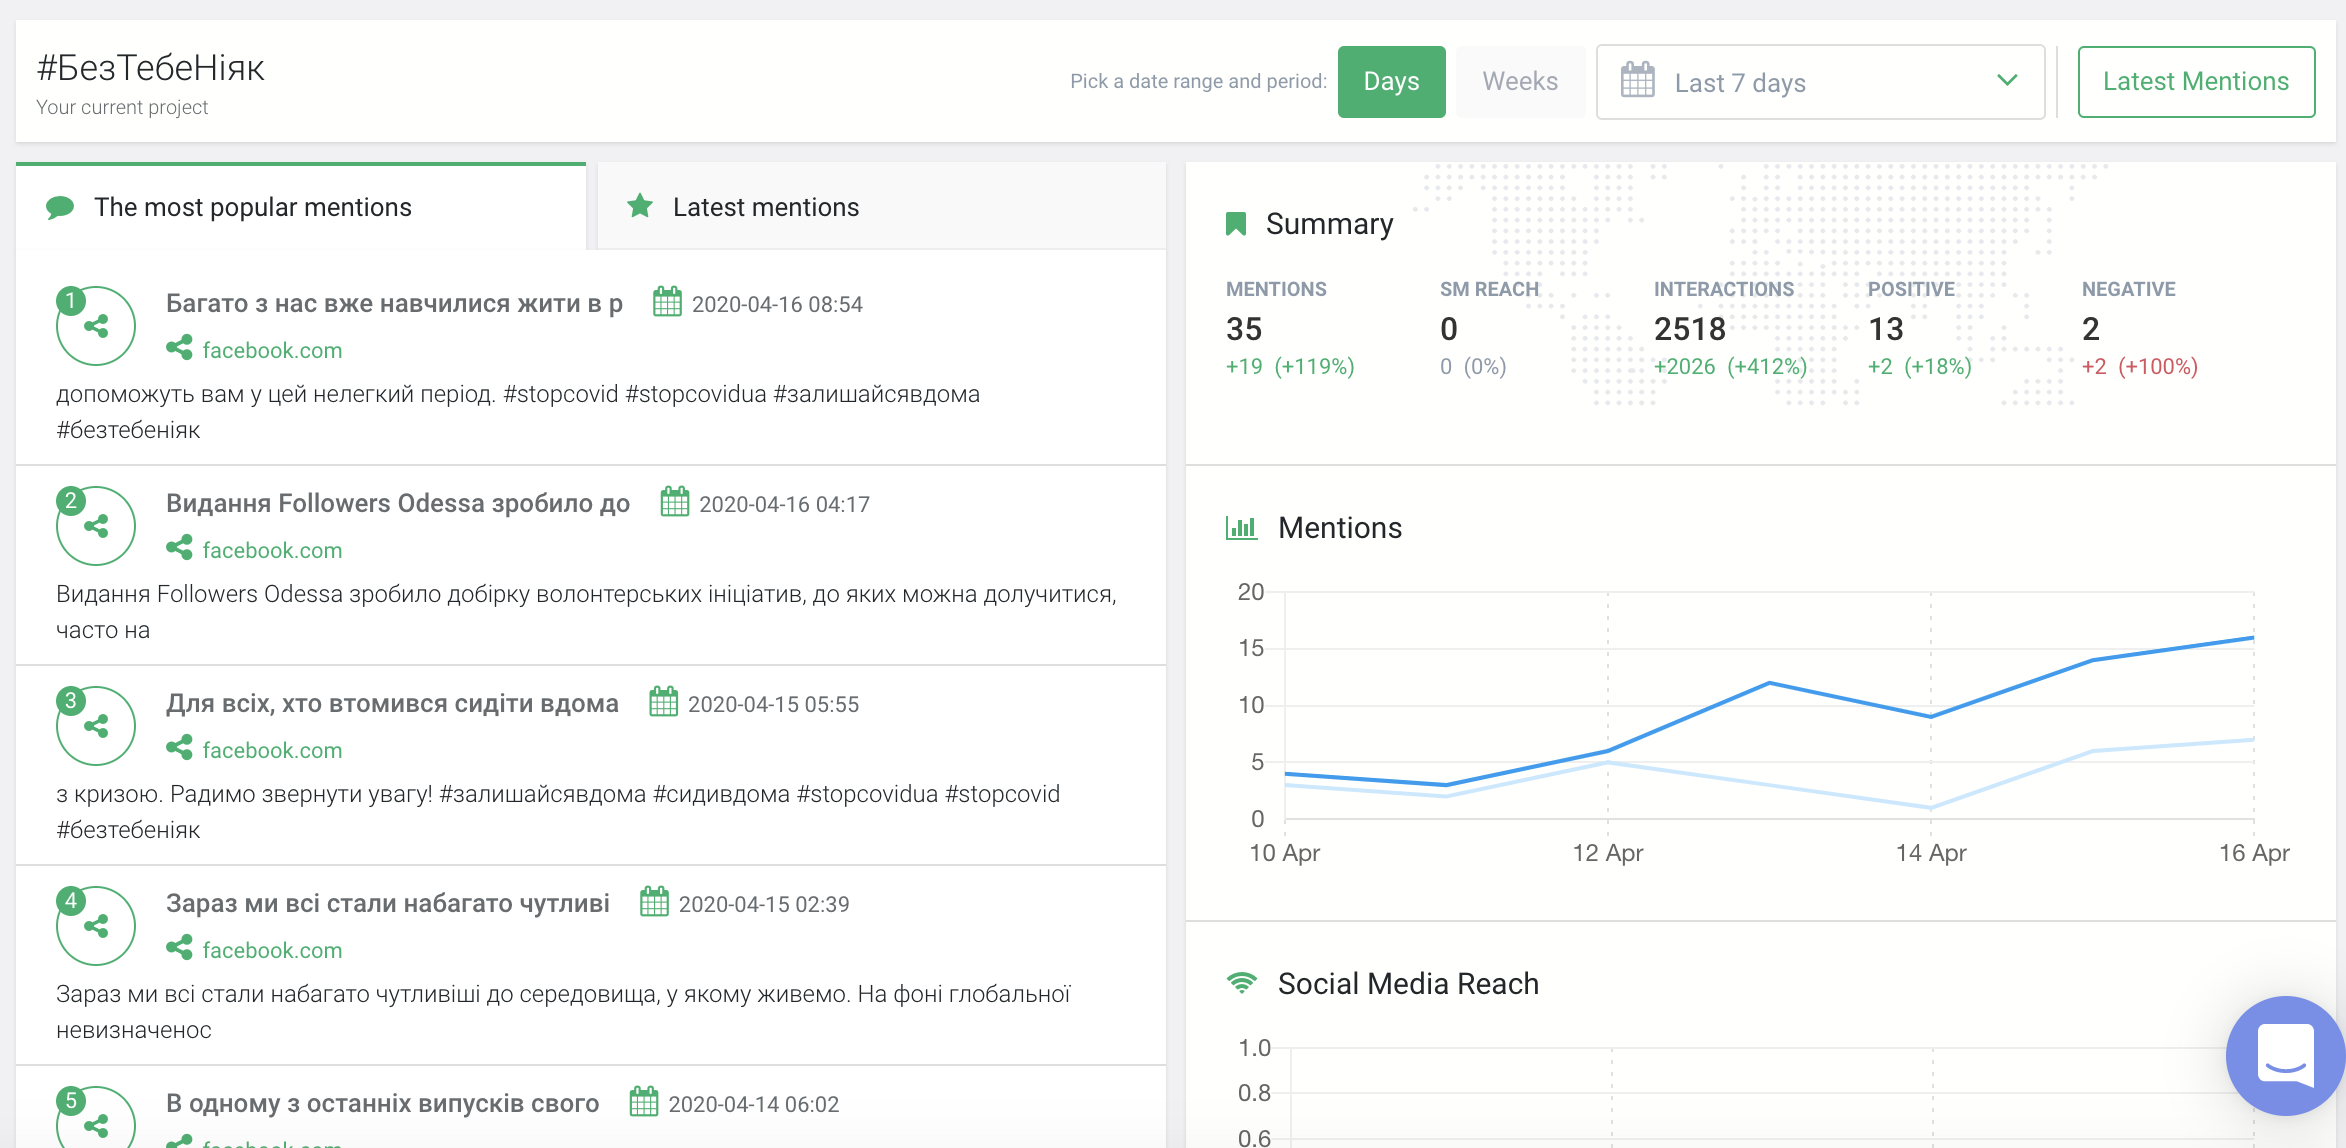 #БезТебеНіяк
Your current project
Pick a date range and period:
Days
Weeks
Last 7 days
Latest Mentions
The most popular mentions
Latest mentions
1
Багато з нас вже навчилися жити в р
2020-04-16 08:54
facebook.com
допоможуть вам у цей нелегкий період. #stopcovid #stopcovidua #залишайсявдома
#безтебеніяк
2
Видання Followers Odessa зробило до
2020-04-16 04:17
facebook.com
Видання Followers Odessa зробило добірку волонтерських ініціатив, до яких можна долучитися,
часто на
3
Для всіх, хто втомився сидіти вдома
2020-04-15 05:55
facebook.com
з кризою. Радимо звернути увагу! #залишайсявдома #сидивдома #stopcovidua #stopcovid
#безтебеніяк
4
Зараз ми всі стали набагато чутливі
2020-04-15 02:39
facebook.com
Зараз ми всі стали набагато чутливіші до середовища, у якому живемо. На фоні глобальної
невизначенос
5
В одному з останніх випусків свого
2020-04-14 06:02
Summary
MENTIONS
35
+19 (+119%)
SM REACH
0
0 (0%)
INTERACTIONS
2518
+2026 (+412%)
POSITIVE
13
+2 (+18%)
NEGATIVE
2
+2 (+100%)
Mentions
20
15
10
5
0
10 Apr
12 Apr
14 Apr
16 Apr
Social Media Reach
1.0
0.8
0.6